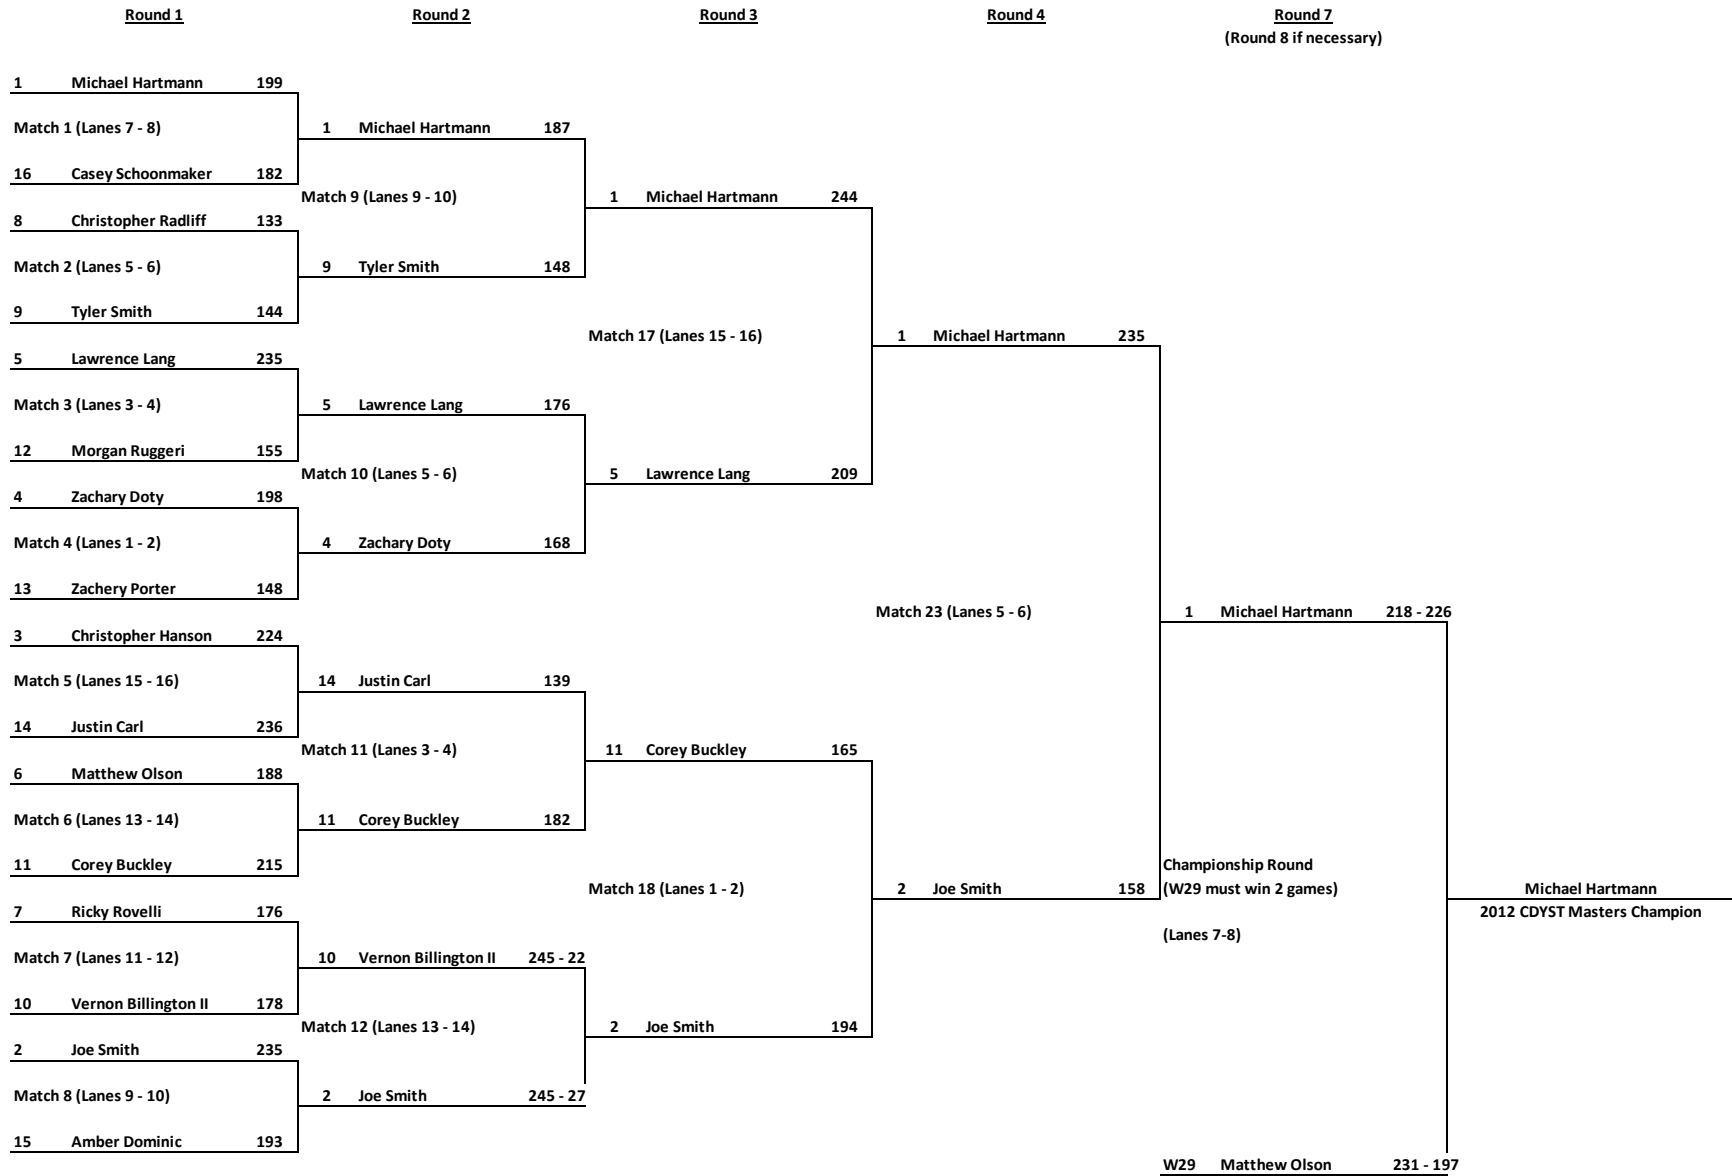 Round 1 Round 2 Round 3 Round 4 Round 7
(Round 8 if necessary)
1 Michael Hartmann 199
Match 1 (Lanes 7 - 8)
1 Michael Hartmann 187
16 Casey Schoonmaker 182
Match 9 (Lanes 9 - 10)
1 Michael Hartmann 244
8 Christopher Radliff 133
Match 2 (Lanes 5 - 6)
9 Tyler Smith 148
9 Tyler Smith 144
Match 17 (Lanes 15 - 16)
1 Michael Hartmann 235
5 Lawrence Lang 235
Match 3 (Lanes 3 - 4)
5 Lawrence Lang 176
12 Morgan Ruggeri 155
Match 10 (Lanes 5 - 6)
5 Lawrence Lang 209
4 Zachary Doty 198
Match 4 (Lanes 1 - 2)
4 Zachary Doty 168
13 Zachery Porter 148
Match 23 (Lanes 5 - 6)
1 Michael Hartmann 218 - 226
3 Christopher Hanson 224
Match 5 (Lanes 15 - 16)
14 Justin Carl 139
14 Justin Carl 236
Match 11 (Lanes 3 - 4)
11 Corey Buckley 165
6 Matthew Olson 188
Match 6 (Lanes 13 - 14)
11 Corey Buckley 182
11 Corey Buckley 215
Championship Round
Match 18 (Lanes 1 - 2)
2 Joe Smith 158
(W29 must win 2 games)
Michael Hartmann
7 Ricky Rovelli 176
2012 CDYST Masters Champion
(Lanes 7-8)
Match 7 (Lanes 11 - 12)
10 Vernon Billington II 245 - 22
10 Vernon Billington II 178
Match 12 (Lanes 13 - 14)
2 Joe Smith 194
2 Joe Smith 235
Match 8 (Lanes 9 - 10)
2 Joe Smith 245 - 27
15 Amber Dominic 193
W29 Matthew Olson 231 - 197